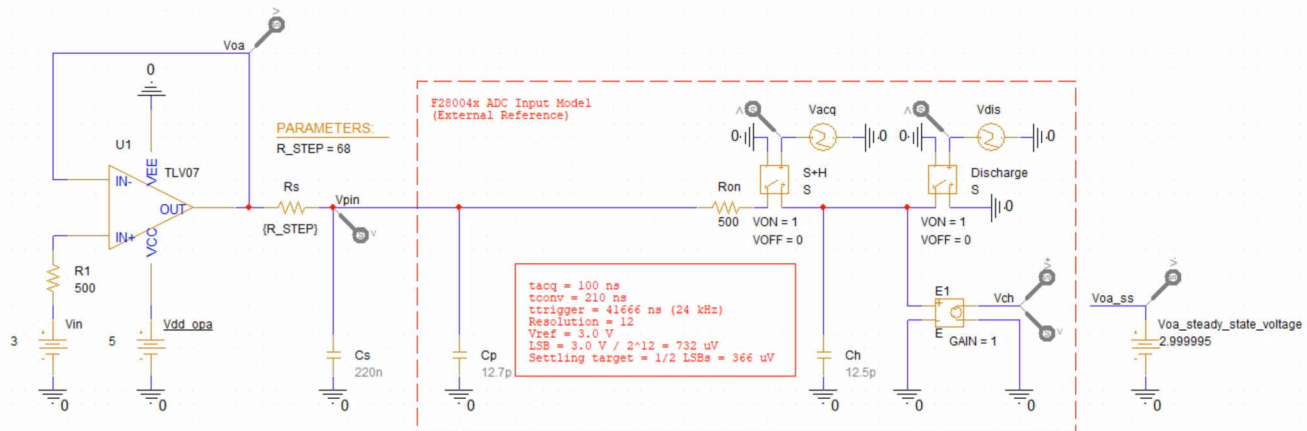 Voa
V
0
U1
TLV07
IN-
VEE
OUT
IN+
VCC
PARAMETERS:
R_STEP = 68
Rs
{R_STEP}
Vpin
V
R1
500
Vin
3
5
Vdd_opa
0
0
Cs
220n
0
F28004x ADC Input Model
(External Reference)
Cp
12.7p
0
tacq = 100 ns
tconv = 210 ns
ttrigger = 41666 ns (24 kHz)
Resolution = 12
Vref = 3.0 V
LSB = 3.0 V / 2^12 = 732 uV
Settling target = 1/2 LSBs = 366 uV
Ron
500
V
0
Vacq
0
S+H
S
VON = 1
VOFF = 0
V
0
Vdis
0
Discharge
S
0
VON = 1
VOFF = 0
Ch
12.5p
0
E1
E
GAIN = 1
Vch
V+
V
0
0
Voa_ss
V-
Voa_steady_state_voltage
2.999995
0